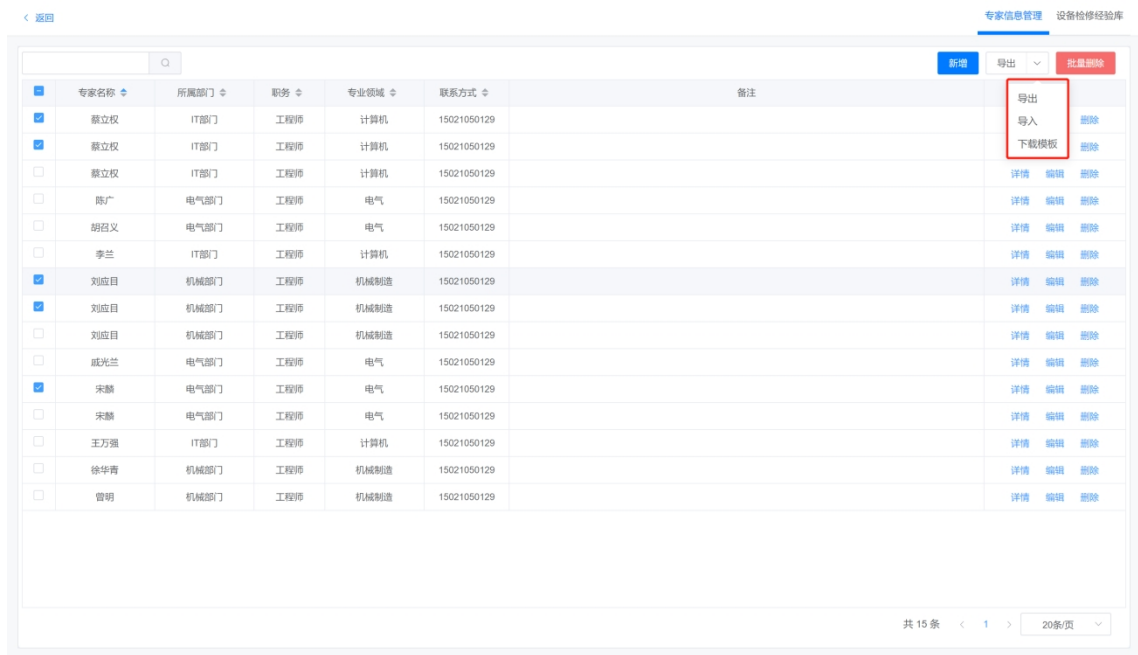 返回 专家信息管理 设备检修经验库
新增 导出 批量删除
专家名称 所属部门 职务 专业领域 联系方式 备注
导出
导入
下载模板
蔡立权 IT部门 工程师 计算机 15021050129 删除
蔡立权 IT部门 工程师 计算机 15021050129 删除
蔡立权 IT部门 工程师 计算机 15021050129 详情 编辑 删除
陈广 电气部门 工程师 电气 15021050129 详情 编辑 删除
胡召义 电气部门 工程师 电气 15021050129 详情 编辑 删除
李兰 IT部门 工程师 计算机 15021050129 详情 编辑 删除
刘应目 机械部门 工程师 机械制造 15021050129 详情 编辑 删除
刘应目 机械部门 工程师 机械制造 15021050129 详情 编辑 删除
刘应目 机械部门 工程师 机械制造 15021050129 详情 编辑 删除
戚光兰 电气部门 工程师 电气 15021050129 详情 编辑 删除
宋麟 电气部门 工程师 电气 15021050129 详情 编辑 删除
宋麟 电气部门 工程师 电气 15021050129 详情 编辑 删除
王万强 IT部门 工程师 计算机 15021050129 详情 编辑 删除
徐华青 机械部门 工程师 机械制造 15021050129 详情 编辑 删除
曾明 机械部门 工程师 机械制造 15021050129 详情 编辑 删除
共 15 条 1 20条/页